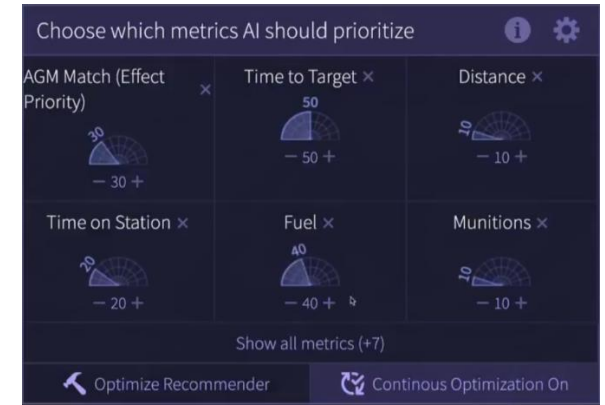 Choose which metrics AI should prioritize
AGM Match (Effect
Priority) ×
30
− 30 +
Time to Target ×
50
− 50 +
Distance ×
10
− 10 +
Time on Station ×
20
− 20 +
Fuel ×
40
− 40 +
Munitions ×
10
− 10 +
Show all metrics (+7)
Optimize Recommender
Continous Optimization On